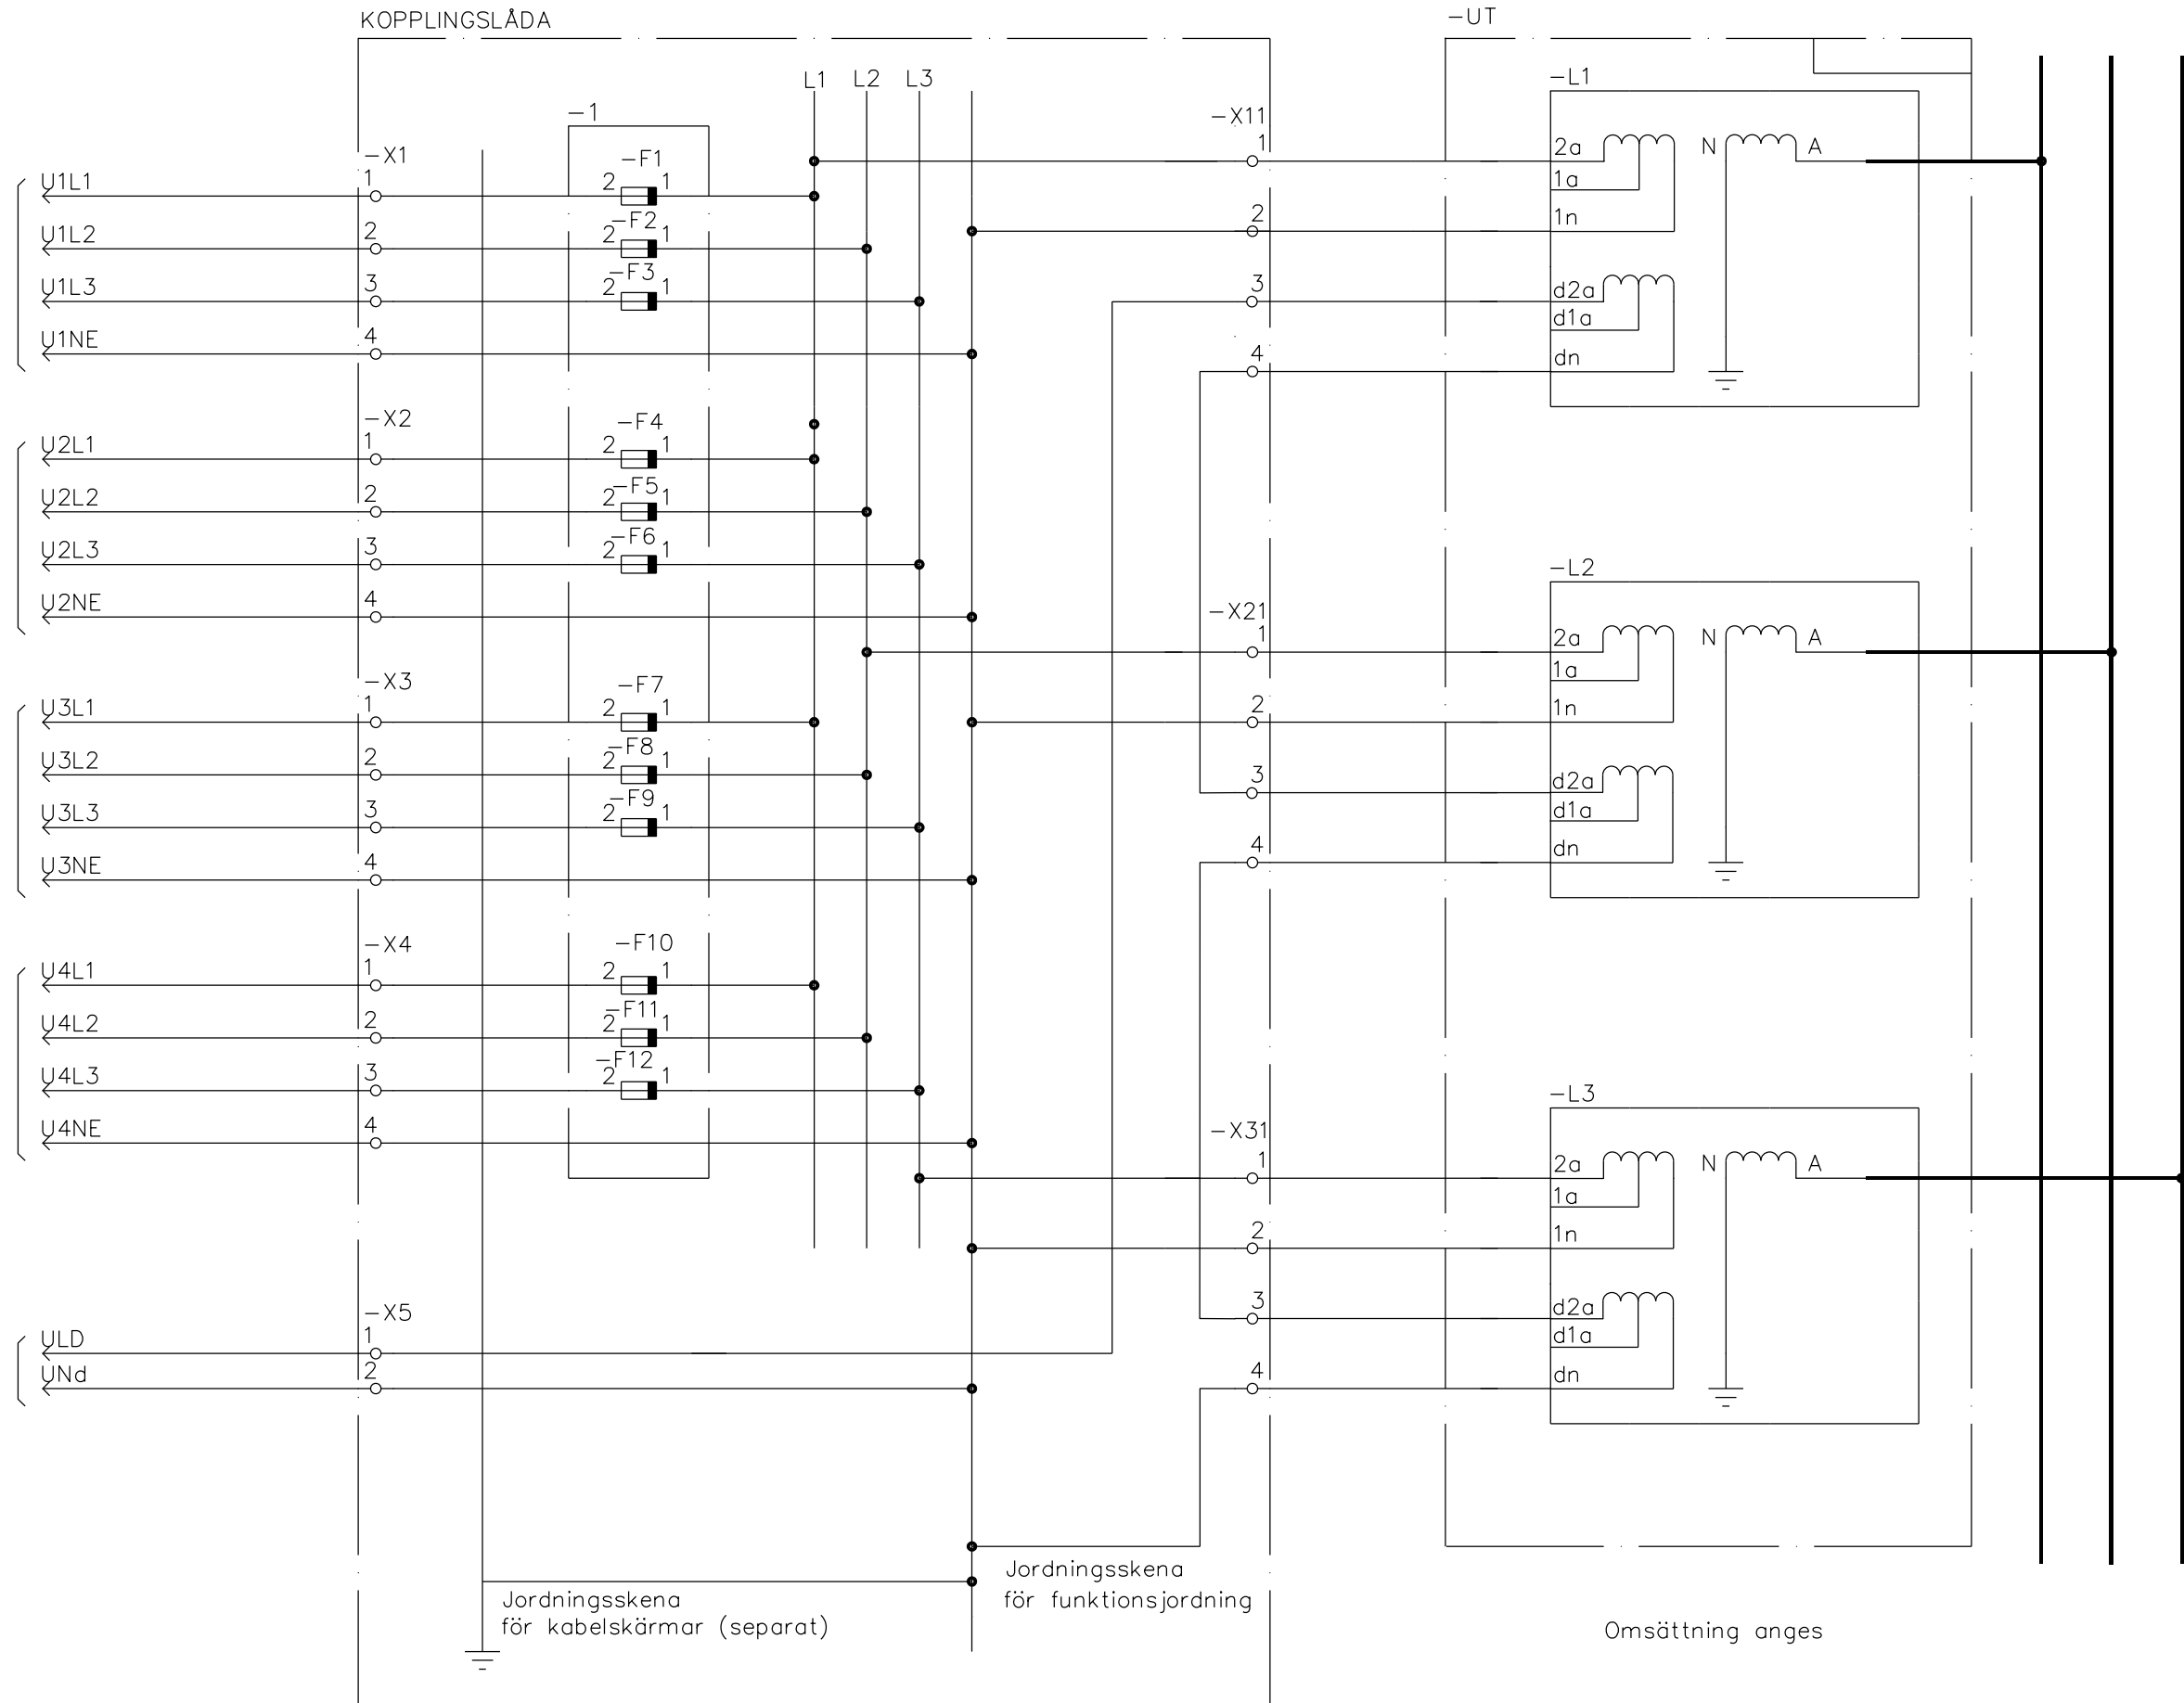 KOPPLINGSLÅDA
-UT
L1 L2 L3
-L1
-1
-X11
1
2a N A
-X1
-F1
1
2 1
1a
U1L1
-F2
2
1n
U1L2
2
2 1
-F3
3
d2a
U1L3
3
2 1
d1a
U1NE
4
4
dn
-X2
-F4
U2L1
1
2 1
-F5
U2L2
2
2 1
-F6
U2L3
3
2 1
-L2
U2NE
4
-X21
1
2a N A
1a
-X3
-F7
U3L1
1
2 1
2
1n
-F8
U3L2
2
2 1
3
d2a
-F9
U3L3
3
2 1
d1a
U3NE
4
4
dn
-X4
-F10
U4L1
1
2 1
-F11
U4L2
2
2 1
-F12
U4L3
3
2 1
-L3
U4NE
4
-X31
1
2a N A
1a
2
1n
-X5
3
d2a
ULD
1
d1a
UNd
2
4
dn
Jordningsskena
för funktionsjordning
Jordningsskena
för kabelskärmar (separat)
Omsättning anges